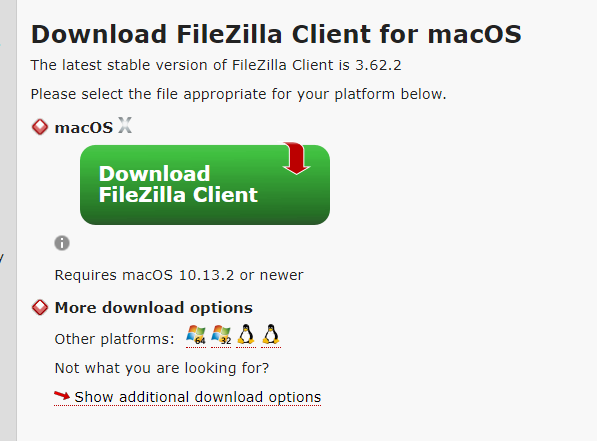 Download FileZilla Client for macOS
The latest stable version of FileZilla Client is 3.62.2
Please select the file appropriate for your platform below.
macOS X
Download
FileZilla Client
i
Requires macOS 10.13.2 or newer
More download options
Other platforms: 64 32
Not what you are looking for?
Show additional download options